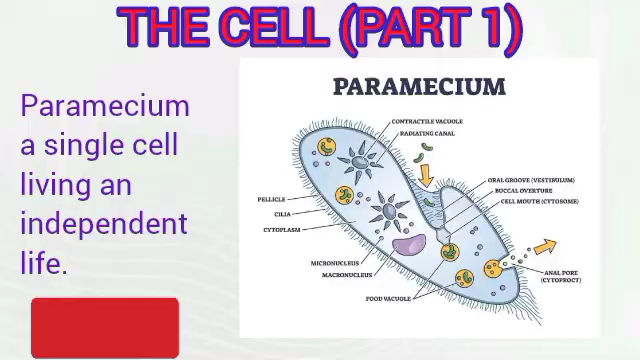 THE CELL (PART 1)
Paramecium
a single cell
living an
independent
life.
PARAMECIUM
CONTRACTILE VACUOLE
RADIATING CANAL
ORAL GROOVE (VESTIBULUM)
BUCCAL OVERTURE
CELL MOUTH (CYTOSOME)
PELLICLE
CILIA
CYTOPLASM
MICRONUCLEUS
MACRONUCLEUS
FOOD VACUOLE
ANAL PORE
(CYTOPROCT)